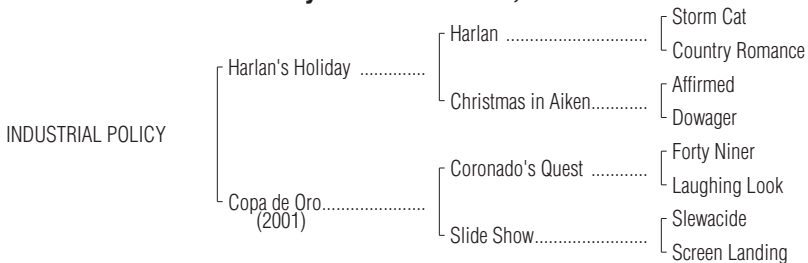 Storm Cat
Harlan ..............................
Country Romance
Harlan's Holiday ..............
Affirmed
Christmas in Aiken............
Dowager
INDUSTRIAL POLICY
Forty Niner
Coronado's Quest ............
Laughing Look
Copa de Oro......................
(2001)
Slewacide
Slide Show........................
Screen Landing